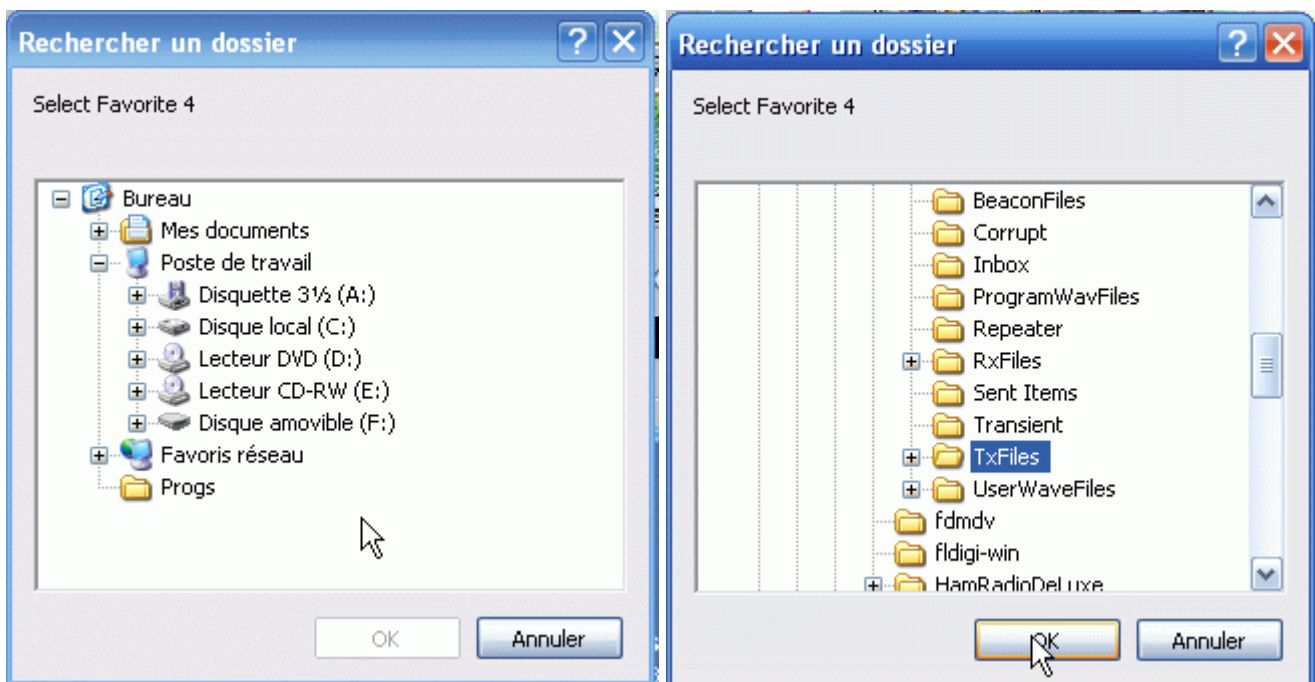 Rechercher un dossier
Select Favorite 4
Bureau
Mes documents
Poste de travail
Disquette 3½ (A:)
Disque local (C:)
Lecteur DVD (D:)
Lecteur CD-RW (E:)
Disque amovible (F:)
Favoris réseau
Progs
OK
Annuler
Rechercher un dossier
Select Favorite 4
BeaconFiles
Corrupt
Inbox
ProgramWavFiles
Repeater
RxFiles
Sent Items
Transient
TxFiles
UserWaveFiles
fdmdv
fldigi-win
HamRadioDeLuxe
OK
Annuler